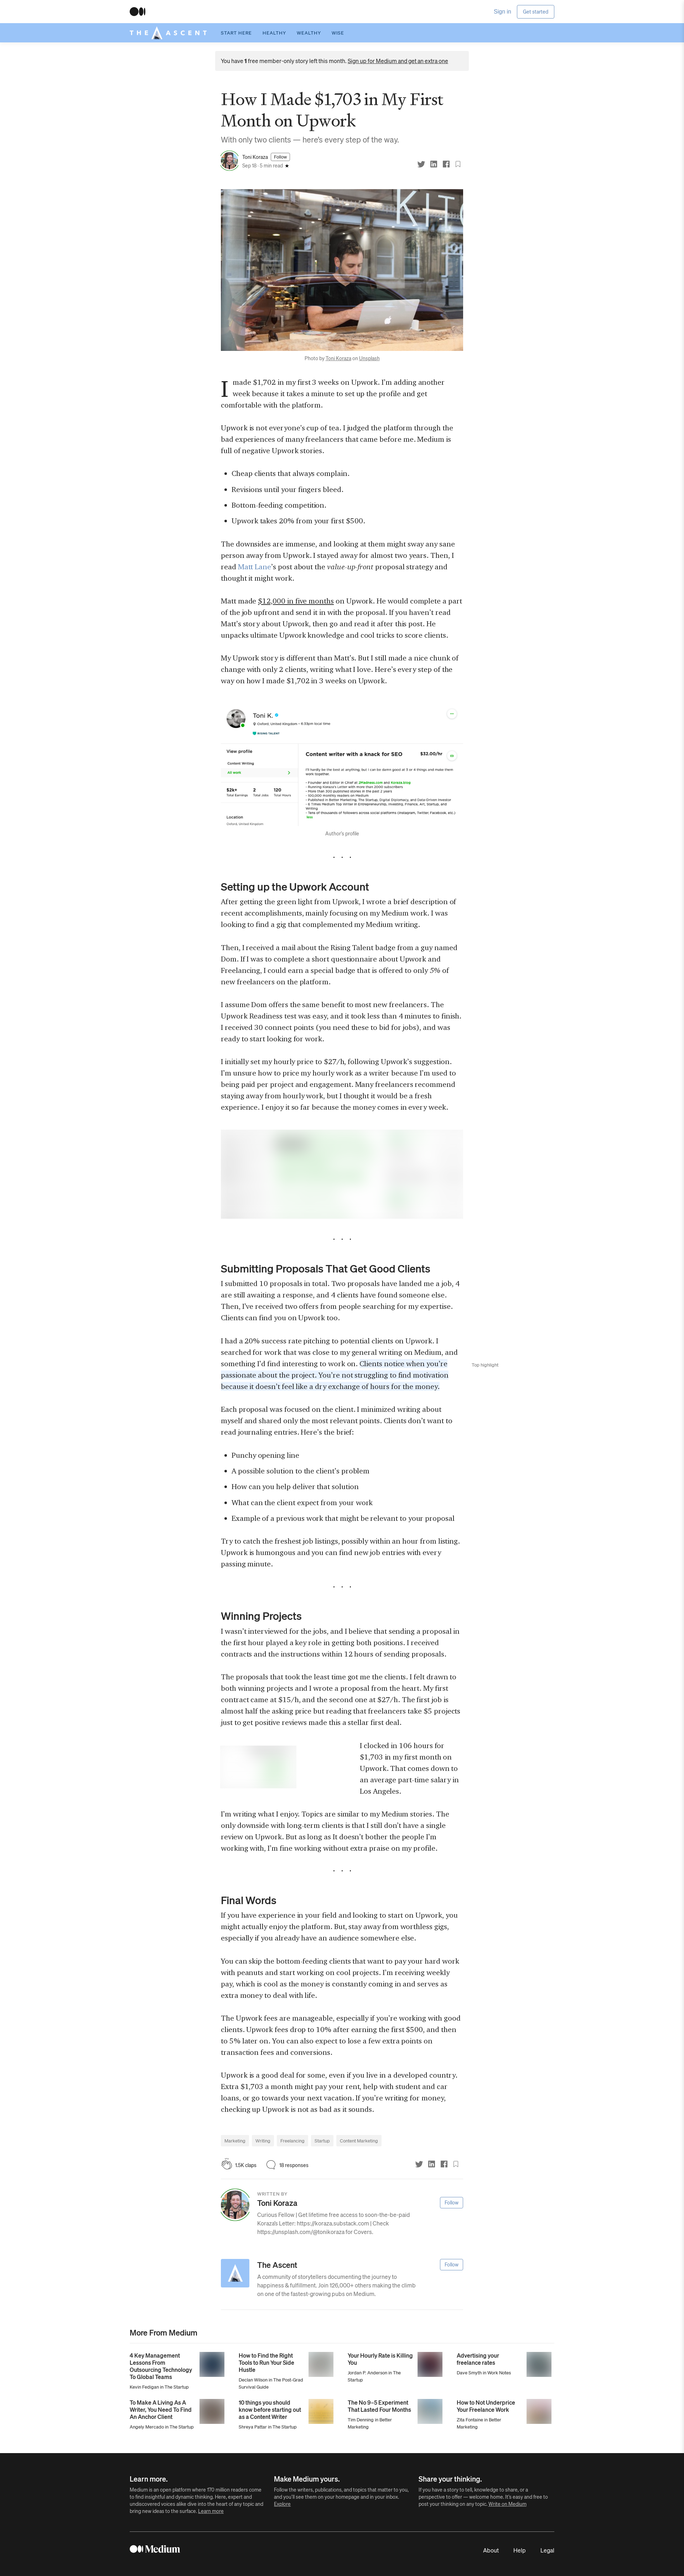 Sign in
Get started
THE ASCENT
START HERE
HEALTHY
WEALTHY
WISE
You have 1 free member-only story left this month. Sign up for Medium and get an extra one
How I Made $1,703 in My First
Month on Upwork
With only two clients — here's every step of the way.
Toni Koraza
Follow
Sep 16 · 5 min read ★
KITC
Photo by Toni Koraza on Unsplash
I made $1,702 in my first 3 weeks on Upwork. I'm adding another
week because it takes a minute to set up the profile and get
comfortable with the platform.
Upwork is not everyone's cup of tea. I judged the platform through the
bad experiences of many freelancers that came before me. Medium is
full of negative Upwork stories.
• Cheap clients that always complain.
• Revisions until your fingers bleed.
• Bottom-feeding competition.
• Upwork takes 20% from your first $500.
The downsides are immense, and looking at them might sway any sane
person away from Upwork. I stayed away for almost two years. Then, I
read Matt Lane's post about the value-up-front proposal strategy and
thought it might work.
Matt made $12,000 in five months on Upwork. He would complete a part
of the job upfront and send it in with the proposal. If you haven't read
Matt's story about Upwork, then go and read it after this post. He
unpacks ultimate Upwork knowledge and cool tricks to score clients.
My Upwork story is different than Matt's. But I still made a nice chunk of
change with only 2 clients, writing what I love. Here's every step of the
way on how I made $1,702 in 3 weeks on Upwork.
Toni K.
United, United Kingdom – 6:33pm local time
RISING TALENT
View profile
Content Writing
All work
$2k+
2
120
Total Earnings
Total Jobs
Total Hours
Location
Content writer with a knack for SEO
$32.00/hr
I'll hardly be the best at anything, but I can be damn good at 3 or 4 things that might make us work together.
Author's profile
· · ·
Setting up the Upwork Account
After getting the green light from Upwork, I wrote a brief description of
recent accomplishments, mainly focusing on my Medium work. I was
looking to find a gig that complemented my Medium writing.
Then, I received a mail about the Rising Talent badge from a guy named
Dom. If I was to complete a short questionnaire about Upwork and
Freelancing, I could earn a special badge that is offered to only 5% of
new freelancers on the platform.
I assume Dom offers the same benefit to most new freelancers. The
Upwork Readiness test was easy, and it took less than 4 minutes to finish.
I received 30 connect points (you need these to bid for jobs), and was
ready to start looking for work.
I initially set my hourly price to $27/h, following Upwork's suggestion.
I'm unsure how to price my hourly work as a writer because I'm used to
being paid per project and engagement. Many freelancers recommend
staying away from hourly work, but I thought it would be a fresh
experience. I enjoy it so far because the money comes in every week.
· · ·
Submitting Proposals That Get Good Clients
I submitted 10 proposals in total. Two proposals have landed me a job, 4
are still awaiting a response, and 4 clients have found someone else.
Then, I've received two offers from people searching for my expertise.
Clients can find you on Upwork too.
I had a 20% success rate pitching to potential clients on Upwork. I
searched for work that was close to my general writing on Medium, and
something I'd find interesting to work on. Clients notice when you're
passionate about the project. You're not struggling to find motivation
because it doesn't feel like a dry exchange of hours for the money.
Top highlight
Each proposal was focused on the client. I minimized writing about
myself and shared only the most relevant points. Clients don't want to
read journaling entries. Here's the brief:
• Punchy opening line
• A possible solution to the client's problem
• How can you help deliver that solution
• What can the client expect from your work
• Example of a previous work that might be relevant to your proposal
Try to catch the freshest job listings, possibly within an hour from listing.
Upwork is humongous and you can find new job entries with every
passing minute.
· · ·
Winning Projects
I wasn't interviewed for the jobs, and I believe that sending a proposal in
the first hour played a key in getting both positions. I received
contracts and the instructions within 12 hours of sending proposals.
The proposals that took the least time got me the clients. I felt drawn to
both winning projects and I wrote a proposal from the heart. My first
contract came at $15/h, and the second one at $27/h. The first job is
almost half the asking price but reading that freelancers take $5 projects
just to get positive reviews made this a stellar first deal.
I clocked in 106 hours for
$1,703 in my first month on
Upwork. That comes down to
an average part-time salary in
Los Angeles.
I'm writing what I enjoy. Topics are similar to my Medium stories. The
only downside with long-term clients is that I still don't have a single
review on Upwork. But as long as It doesn't bother the people I'm
working with, I'm fine working without extra praise on my profile.
· · ·
Final Words
If you have experience in your field and looking to start on Upwork, you
might actually enjoy the platform. But, stay away from worthless gigs,
especially if you already have an audience somewhere else.
You can skip the bottom-feeding clients that want to pay your hard work
with peanuts and start working on cool projects. I'm receiving weekly
pay, which is cool as the money is constantly coming in and serves as
extra money to deal with life.
The Upwork fees are manageable, especially if you're working with good
clients. Upwork fees drop to 10% after earning the first $500, and then
to 5% later on. You can also expect to lose a few extra points on
transaction fees and conversions.
Upwork is a good deal for some, even if you live in a developed country.
Extra $1,703 a month might pay your rent, help with student and car
loans, or go towards your next vacation. If you're writing for money,
checking up Upwork is not as bad as it sounds.
Marketing
Writing
Freelancing
Startup
Content Marketing
1.5K claps
18 responses
WRITTEN BY
Toni Koraza
Follow
Curious Fellow | Get lifetime free access to soon-the-be-paid
Koraza's Letter: https://koraza.substack.com | Check
https://unsplash.com/@tonikoraza for Covers.
The Ascent
Follow
A community of storytellers documenting the journey to
happiness & fulfillment. Join 126,000+ others making the climb
on one of the fastest-growing pubs on Medium.
More From Medium
4 Key Management
Lessons From
Outsourcing Technology
To Global Teams
Kevin Fedigan in The Startup
How to Find the Right
Tools to Run Your Side
Hustle
Declan Wilson in The Post-Grad
Survival Guide
Your Hourly Rate is Killing
You
Jordan P. Anderson in The
Startup
Advertising your
freelance rates
Dave Smyth in Work Notes
To Make A Living As A
Writer, You Need To Find
An Anchor Client
Angely Mercado in The Startup
10 things you should
know before starting out
as a Content Writer
Shreya Pattar in The Startup
The No 9–5 Experiment
That Lasted Four Months
Tim Denning in Better
Marketing
How to Not Underprice
Your Freelance Work
Zita Fontaine in Better
Marketing
Learn more.
Medium is an open platform where 170 million readers come
to find insightful and dynamic thinking. Here, expert and
undiscovered voices alike dive into the heart of any topic and
bring new ideas to the surface. Learn more
Make Medium yours.
Follow the writers, publications, and topics that matter to you,
and you'll see them on your homepage and in your inbox.
Explore
Share your thinking.
If you have a story to tell, knowledge to share, or a
perspective to offer — welcome home. It's easy and free to
post your thinking on any topic. Write on Medium
Medium
About
Help
Legal